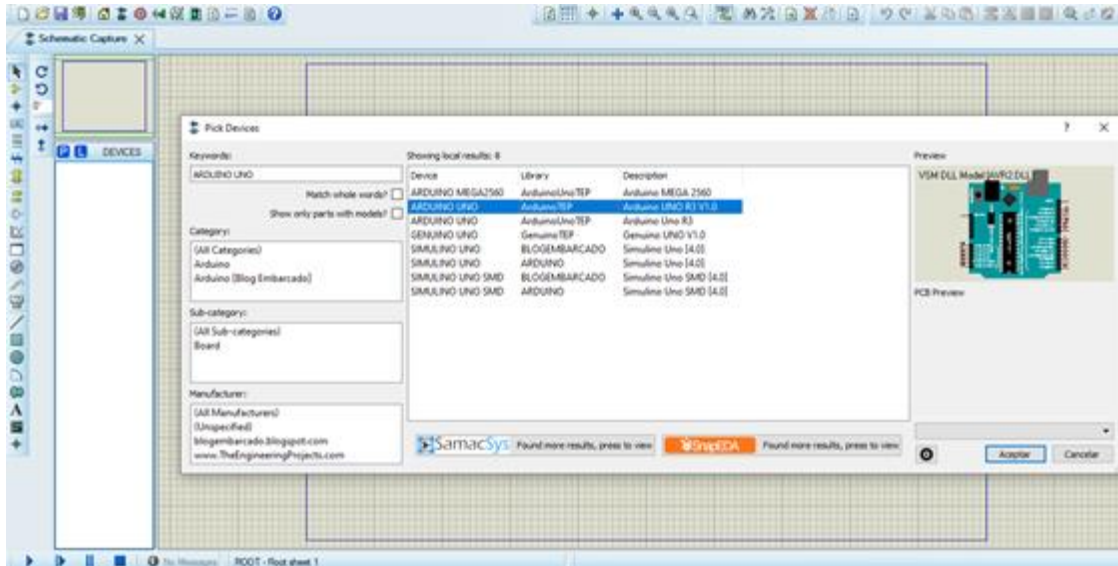 Schematic Capture
P L DEVICES
Pick Devices
Keywords:
ARDUINO UNO
Match whole words?
Show only parts with models?
Category:
(All Categories)
Arduino
Arduino (Blog Embarcado)
Sub-category:
(All Sub-categories)
Board
Manufacturer:
(All Manufacturers)
(Unspecified)
blogembarcado.blogspot.com
www.TheEngineeringProjects.com
Showing local results: 8
Device Library Description
ARDUINO MEGA2560 ArduinoUnoTEP Arduino MEGA 2560
ARDUINO UNO ArduinoTEP Arduino UNO R3 V1.0
ARDUINO UNO ArduinoUnoTEP Arduino Uno R3
GENUINO UNO GenuinoTEP Genuino UNO V1.0
SIMULINO UNO BLOGEMBARCADO Simulino Uno [4.0]
SIMULINO UNO ARDUINO Simulino Uno [4.0]
SIMULINO UNO SMD BLOGEMBARCADO Simulino Uno SMD [4.0]
SIMULINO UNO SMD ARDUINO Simulino Uno SMD [4.0]
SamacSys Found more results, press to view
SnapEDA Found more results, press to view
Preview
VSM DLL Model [AVR2.DLL]
PCB Preview
Aceptar Cancelar
No Messages ROOT - Root sheet 1